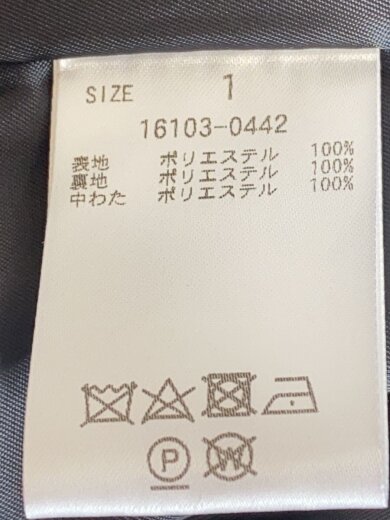 SIZE 1
16103-0442
表地 ポリエステル 100%
裏地 ポリエステル 100%
中わた ポリエステル 100%
P W